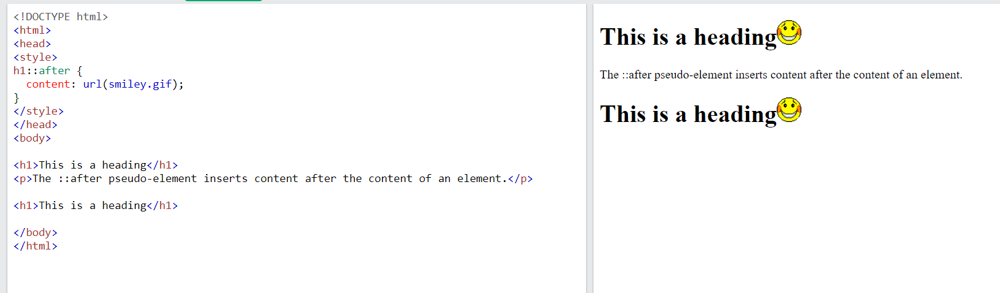 <!DOCTYPE html>
<html>
<head>
<style>
h1::after {
  content: url(smiley.gif);
}
</style>
</head>
<body>

<h1>This is a heading</h1>
<p>The ::after pseudo-element inserts content after the content of an element.</p>

<h1>This is a heading</h1>

</body>
</html>
This is a heading
The ::after pseudo-element inserts content after the content of an element.
This is a heading